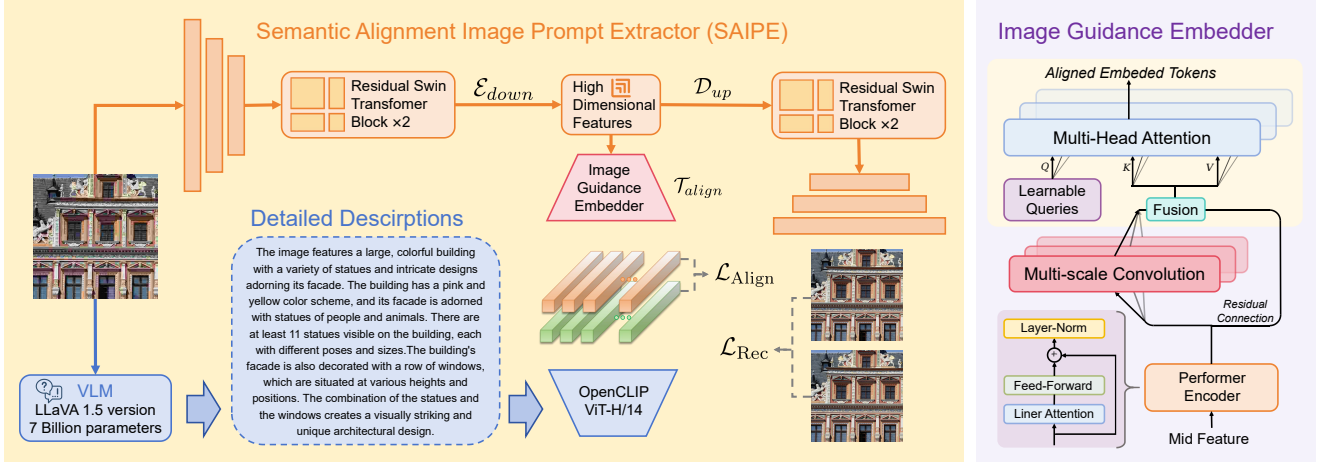 Semantic Alignment Image Prompt Extractor (SAIPE)
Residual Swin
Transfomer
Block ×2
ℰdown
High
Dimensional
Features
𝒟up
Residual Swin
Transfomer
Block ×2
Image
Guidance
Embedder
𝒯align
Detailed Descirptions
The image features a large, colorful building
with a variety of statues and intricate designs
adorning its facade. The building has a pink and
yellow color scheme, and its facade is adorned
with statues of people and animals. There are
at least 11 statues visible on the building, each
with different poses and sizes.The building's
facade is also decorated with a row of windows,
which are situated at various heights and
positions. The combination of the statues and
the windows creates a visually striking and
unique architectural design.
VLM
LLaVA 1.5 version
7 Billion parameters
OpenCLIP
ViT-H/14
ℒAlign
ℒRec
Image Guidance Embedder
Aligned Embeded Tokens
Multi-Head Attention
Q
K
V
Learnable
Queries
Fusion
Multi-scale Convolution
Residual
Connection
Layer-Norm
+
Feed-Forward
Liner Attention
Performer
Encoder
Mid Feature